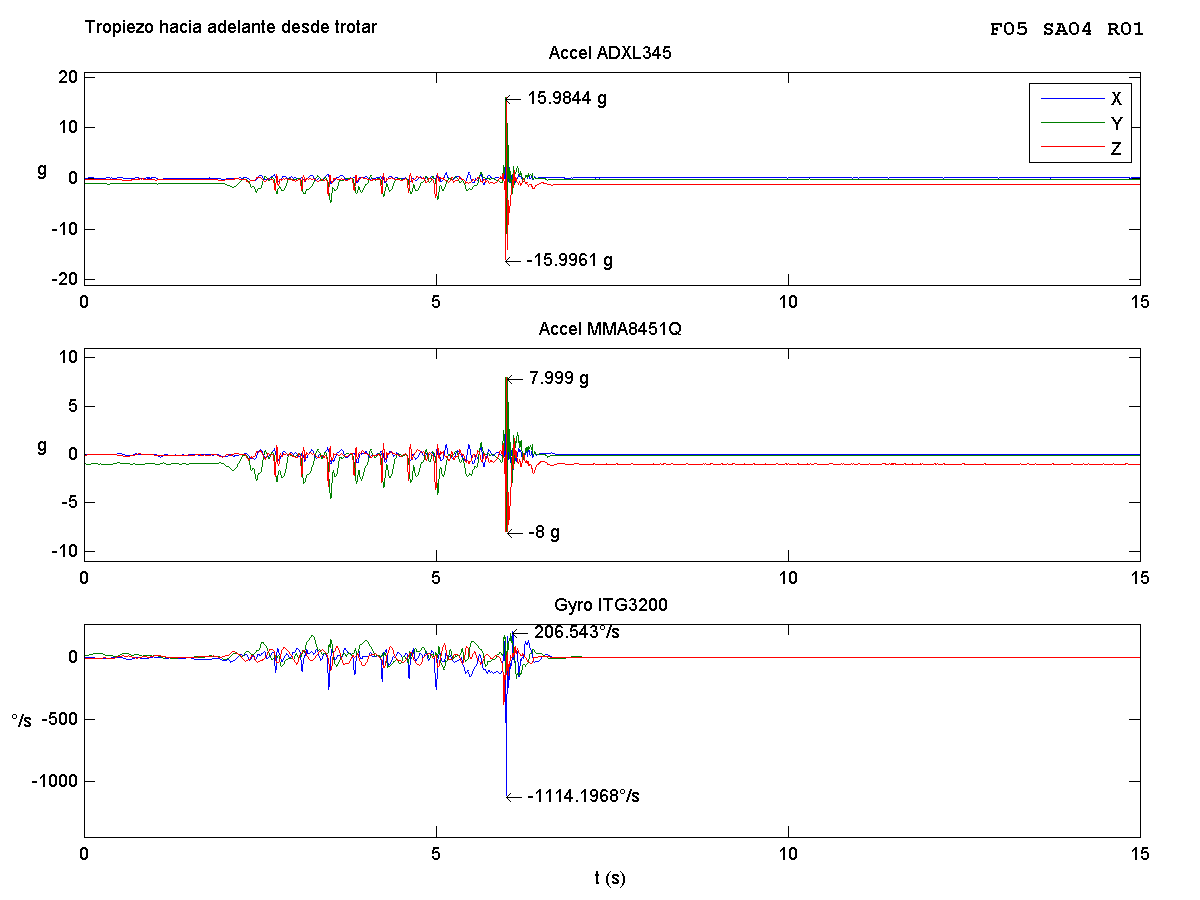 Tropiezo hacia adelante desde trotar
F05 SA04 R01
Accel ADXL345
20
10
0
-10
-20
g
15.9844 g
-15.9961 g
X
Y
Z
0 5 10 15
Accel MMA8451Q
10
5
0
-5
-10
g
7.999 g
-8 g
0 5 10 15
Gyro ITG3200
0
-500
-1000
°/s
206.543°/s
-1114.1968°/s
0 5 10 15
t (s)